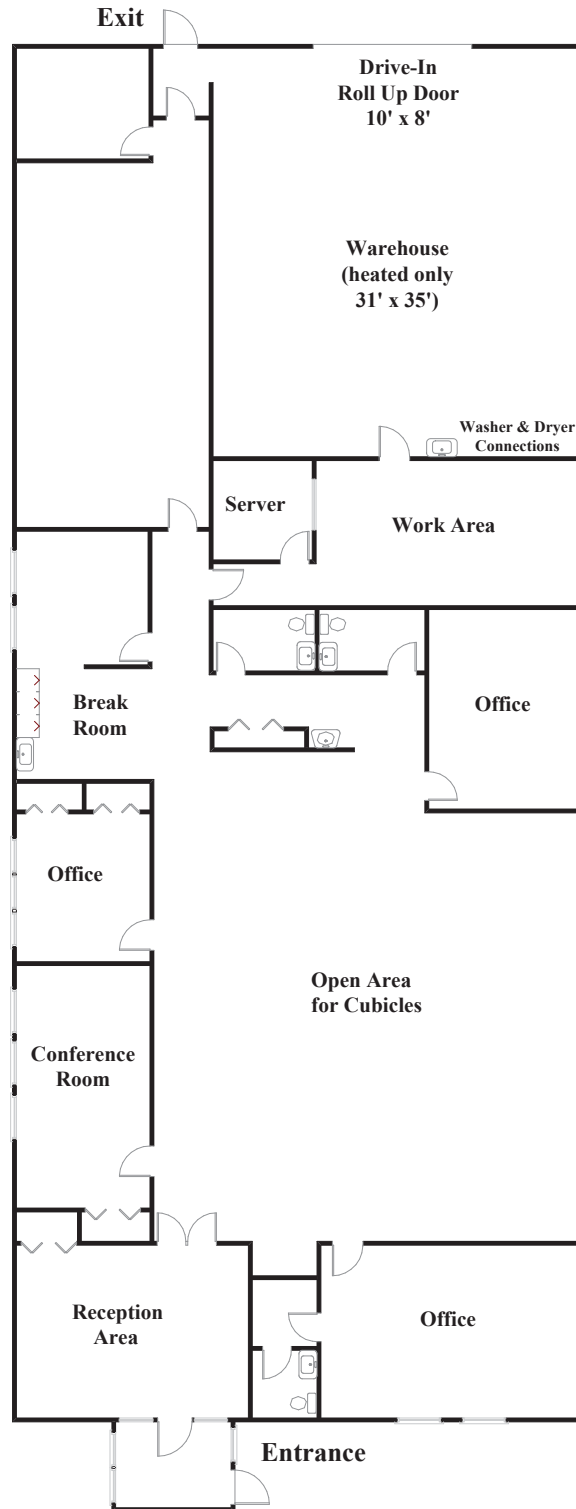 Exit
Drive-In
Roll Up Door
10' x 8'
Warehouse
(heated only
31' x 35')
Washer & Dryer
Connections
Server
Work Area
Break
Room
Office
Office
Open Area
for Cubicles
Conference
Room
Reception
Area
Office
Entrance